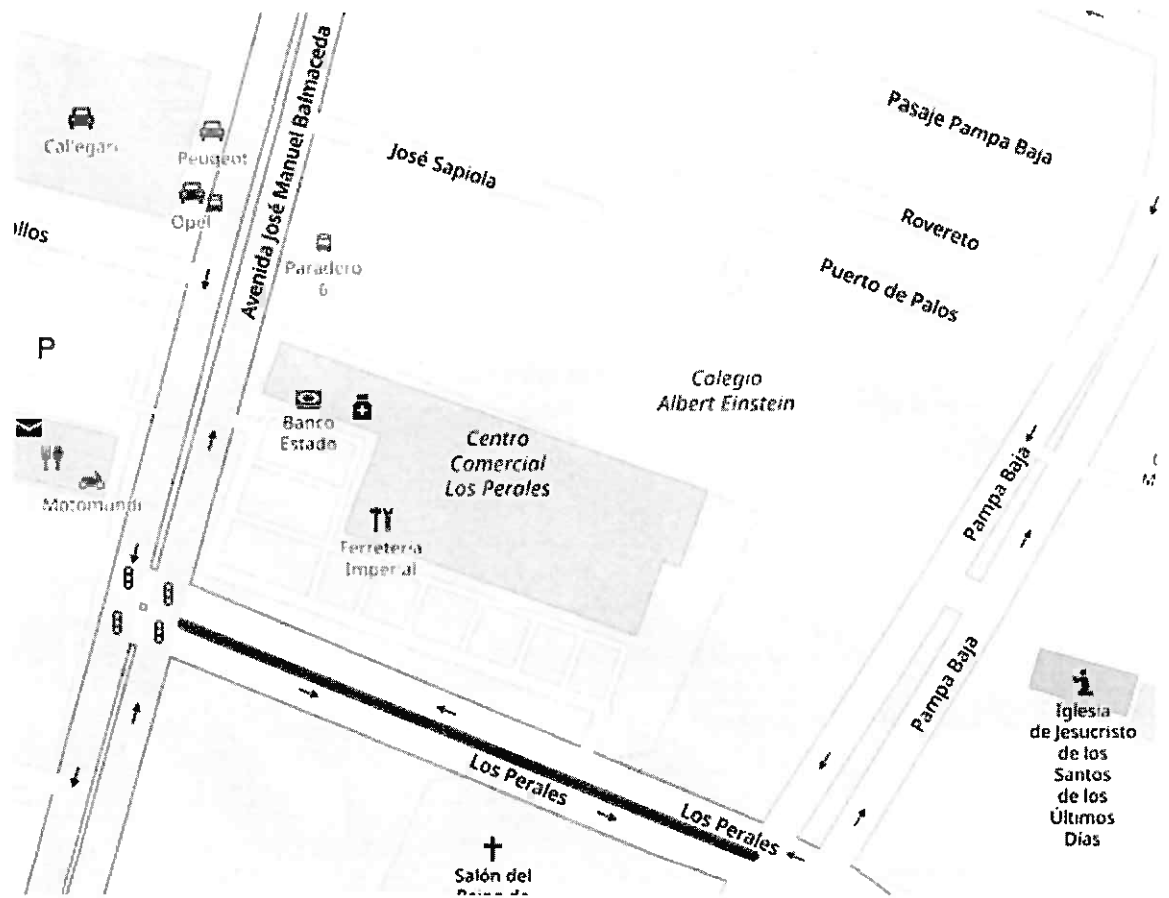 Avenida José Manuel Balmaceda
Pasaje Pampa Baja
Callegari
Peugeot
José Sapiola
Opel
Rovereto
Paradero
6
Puerto de Palos
P
Colegio
Albert Einstein
Banco
Estado
Centro
Comercial
Los Perales
Motomundi
Pampa Baja
Ferretería
Imperial
Pampa Baja
Iglesia
de Jesucristo
de los
Santos
de los
Últimos
Días
Los Perales
Los Perales
Salón del